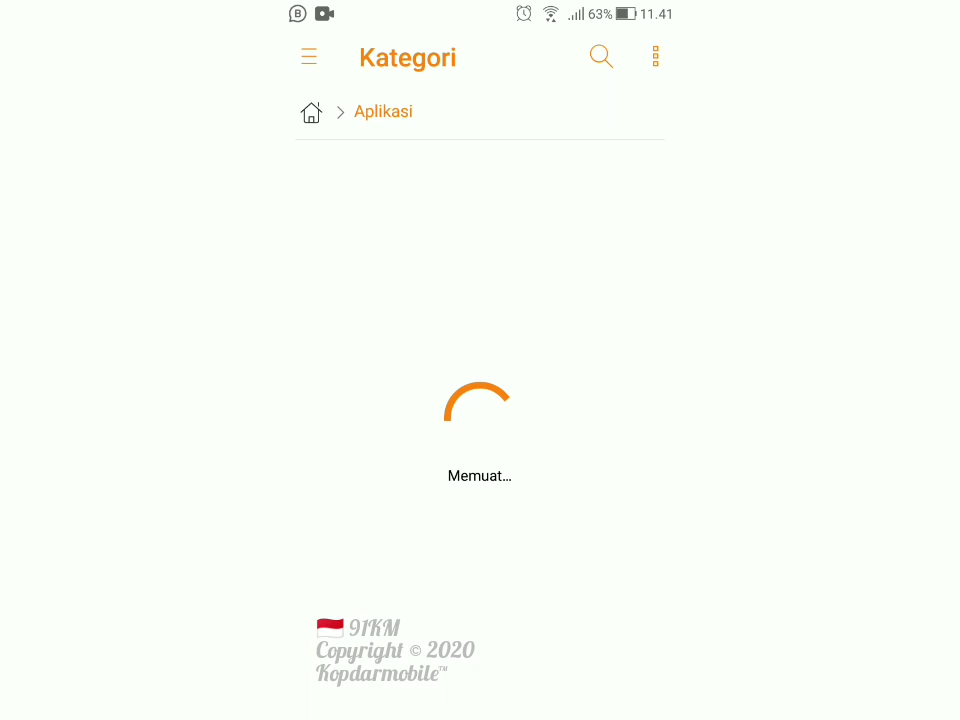 63% 11.41
Kategori
Aplikasi
Memuat...
91KM
Copyright © 2020
Kopdarmobile™